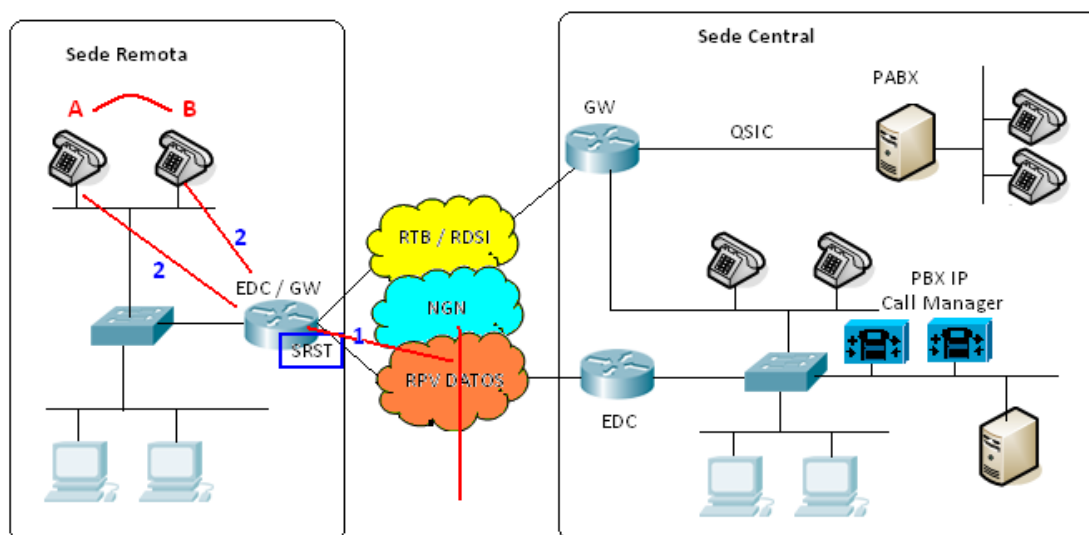 Sede Remota
A B
2
2
EDC / GW
SRST
1
RTB / RDSI
NGN
RPV DATOS
Sede Central
GW
QSIC
PABX
PBX IP
Call Manager
EDC